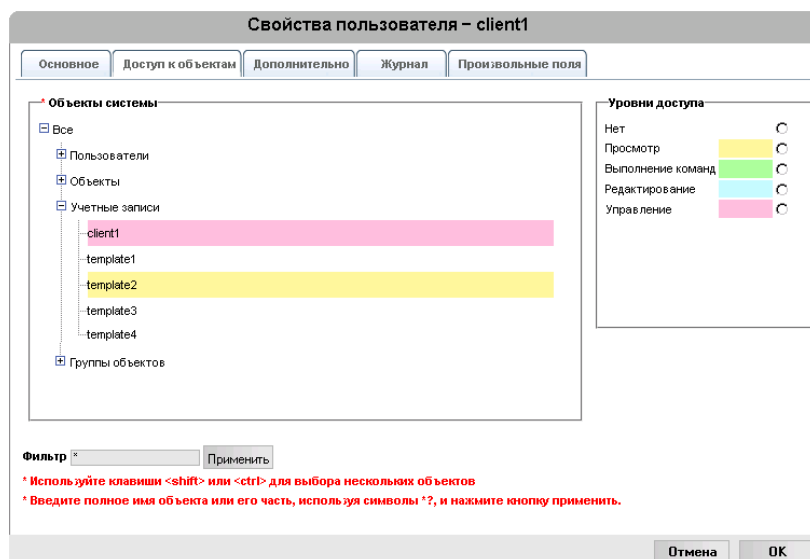 Свойства пользователя – client1
Основное Доступ к объектам Дополнительно Журнал Произвольные поля
* Объекты системы
Все
Пользователи
Объекты
Учетные записи
client1
template1
template2
template3
template4
Группы объектов
Уровни доступа
Нет
Просмотр
Выполнение команд
Редактирование
Управление
Фильтр * Применить
* Используйте клавиши <shift> или <ctrl> для выбора нескольких объектов
* Введите полное имя объекта или его часть, используя символы *?, и нажмите кнопку применить.
Отмена OK